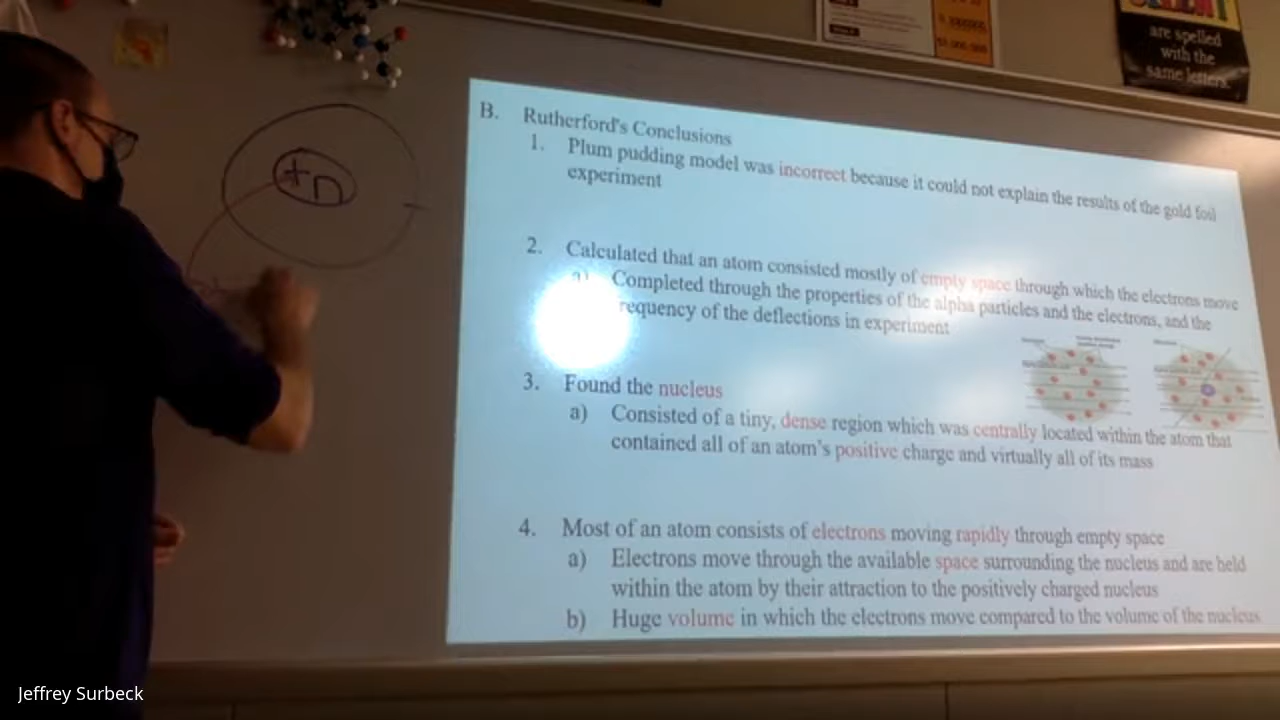 are spelled
with the
same letters.
+n
B. Rutherford's Conclusions
1. Plum pudding model was incorrect because it could not explain the results of the gold foil
experiment
2. Calculated that an atom consisted mostly of empty space through which the electrons move
a) Completed through the properties of the alpha particles and the electrons, and the
requency of the deflections in experiment
3. Found the nucleus
a) Consisted of a tiny, dense region which was centrally located within the atom that
contained all of an atom's positive charge and virtually all of its mass
4. Most of an atom consists of electrons moving rapidly through empty space
a) Electrons move through the available space surrounding the nucleus and are held
within the atom by their attraction to the positively charged nucleus
b) Huge volume in which the electrons move compared to the volume of the nucleus
Jeffrey Surbeck